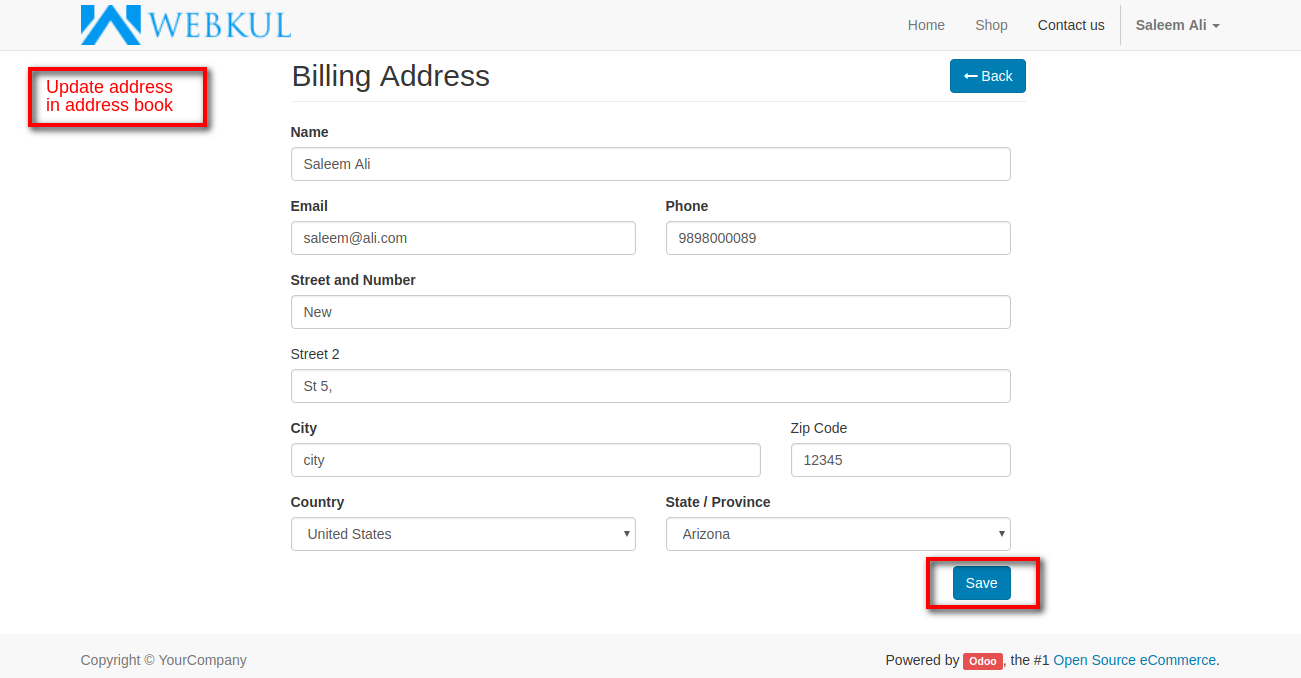 WEBKUL
Home Shop Contact us Saleem Ali
Update address
in address book
Billing Address
← Back
Name
Saleem Ali
Email Phone
saleem@ali.com 9898000089
Street and Number
New
Street 2
St 5,
City Zip Code
city 12345
Country State / Province
United States Arizona
Save
Copyright © YourCompany Powered by Odoo, the #1 Open Source eCommerce.